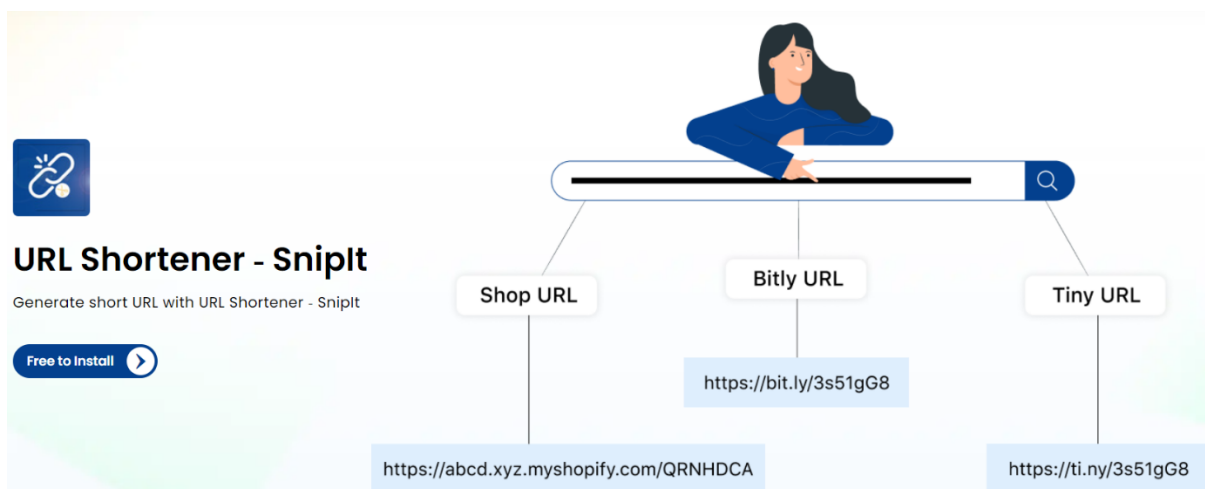 URL Shortener - SnipIt
Generate short URL with URL Shortener - SnipIt
Free to Install
Shop URL
Bitly URL
Tiny URL
https://bit.ly/3s51gG8
https://abcd.xyz.myshopify.com/QRNHDCA
https://ti.ny/3s51gG8